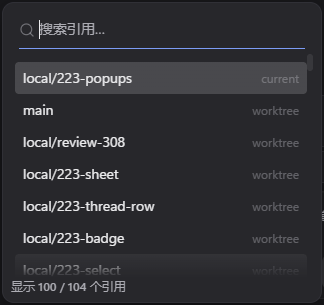 搜索引用...
local/223-popups current
main worktree
local/review-308 worktree
local/223-sheet worktree
local/223-thread-row worktree
local/223-badge worktree
local/223-select worktree
显示 100 / 104 个引用